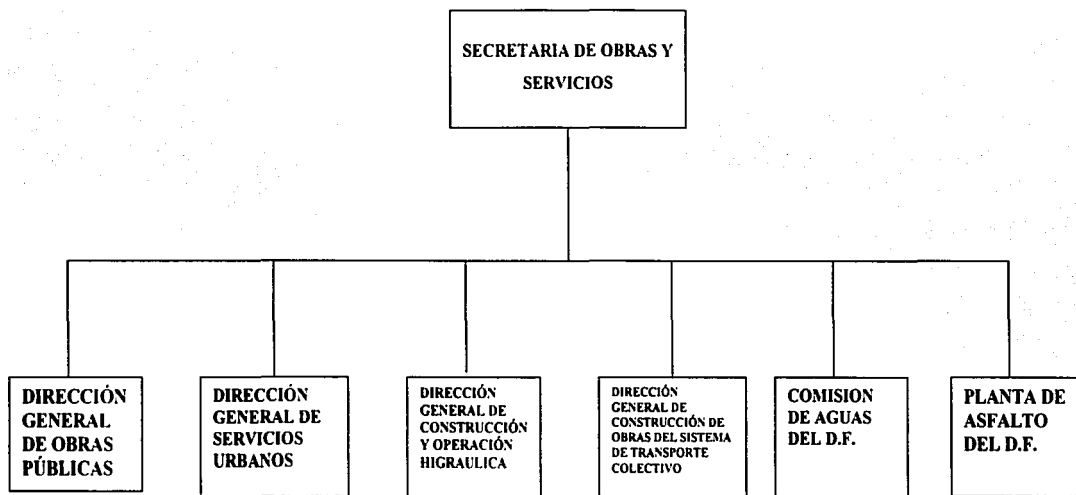 SECRETARIA DE OBRAS Y
SERVICIOS
DIRECCIÓN
GENERAL
DE OBRAS
PÚBLICAS
DIRECCIÓN
GENERAL DE
SERVICIOS
URBANOS
DIRECCIÓN
GENERAL DE
CONSTRUCCIÓN
Y OPERACIÓN
HIGRAULICA
DIRECCIÓN
GENERAL DE
CONSTRUCCIÓN DE
OBRAS DEL SISTEMA
DE TRANSPORTE
COLECTIVO
COMISION
DE AGUAS
DEL D.F.
PLANTA DE
ASFALTO
DEL D.F.